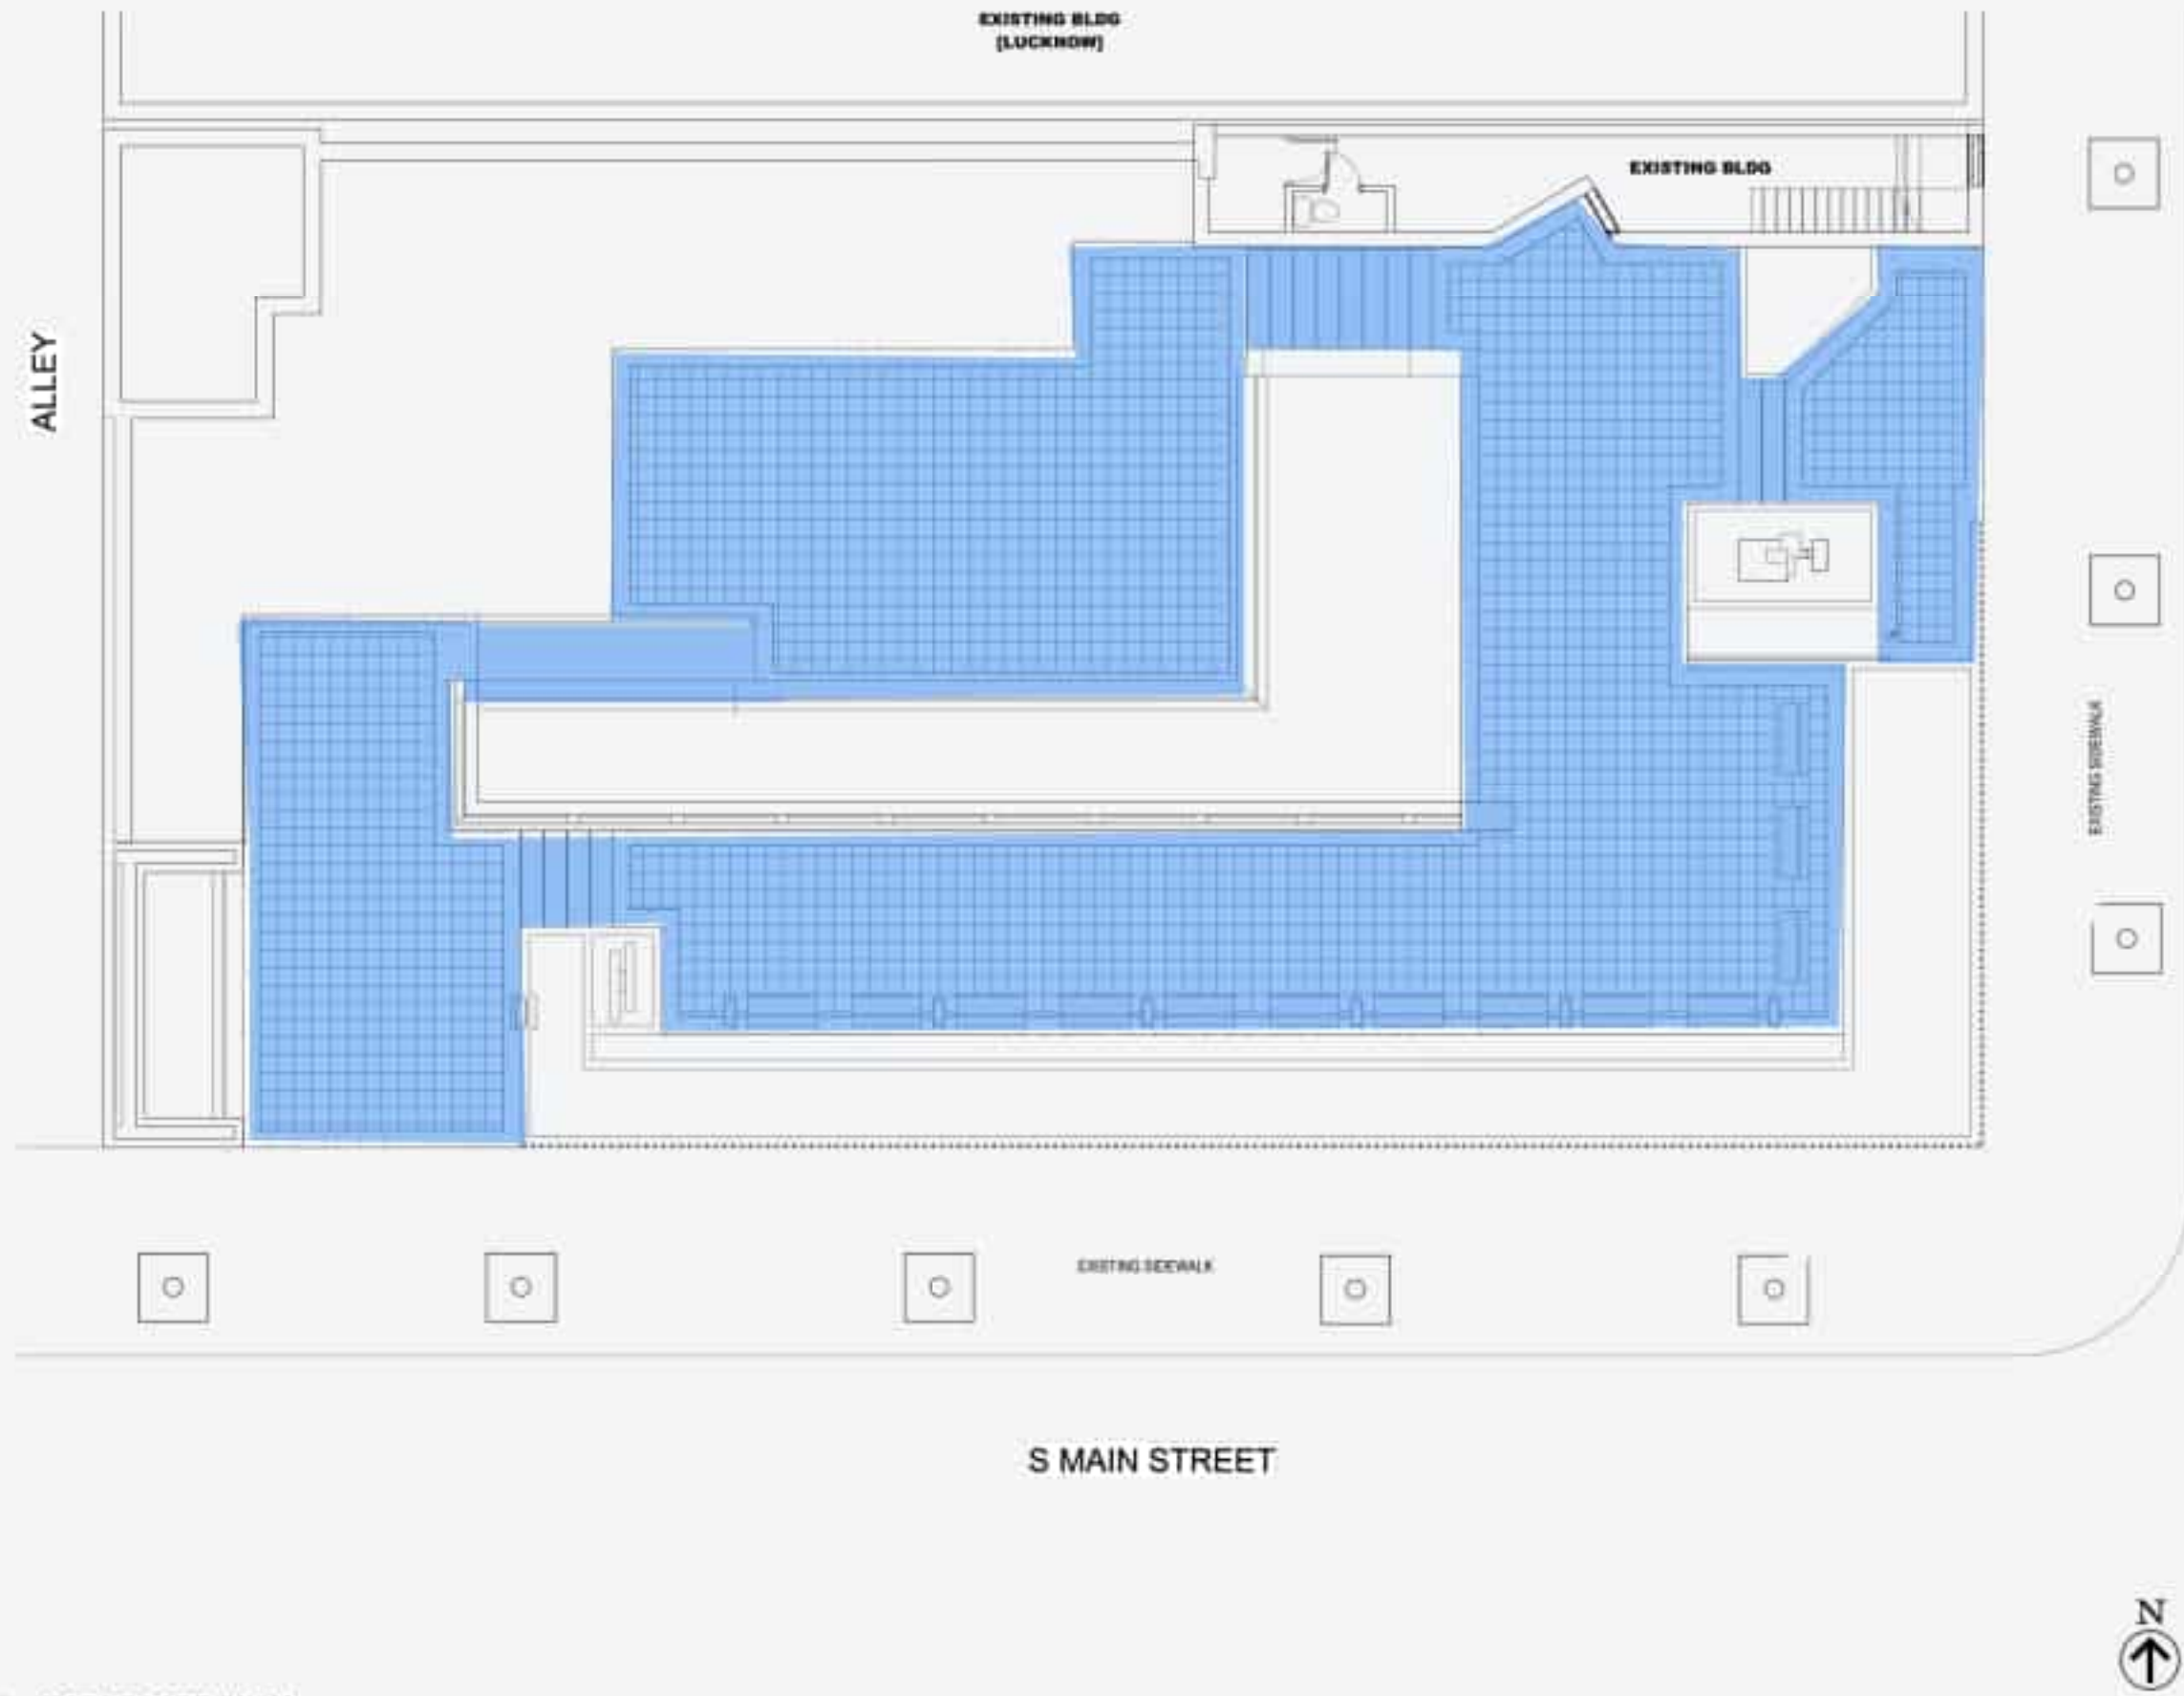 EXISTING BLDG
[LUCKNOW]
EXISTING BLDG
ALLEY
EXISTING SIDEWALK
EXISTING SIDEWALK
S MAIN STREET
N